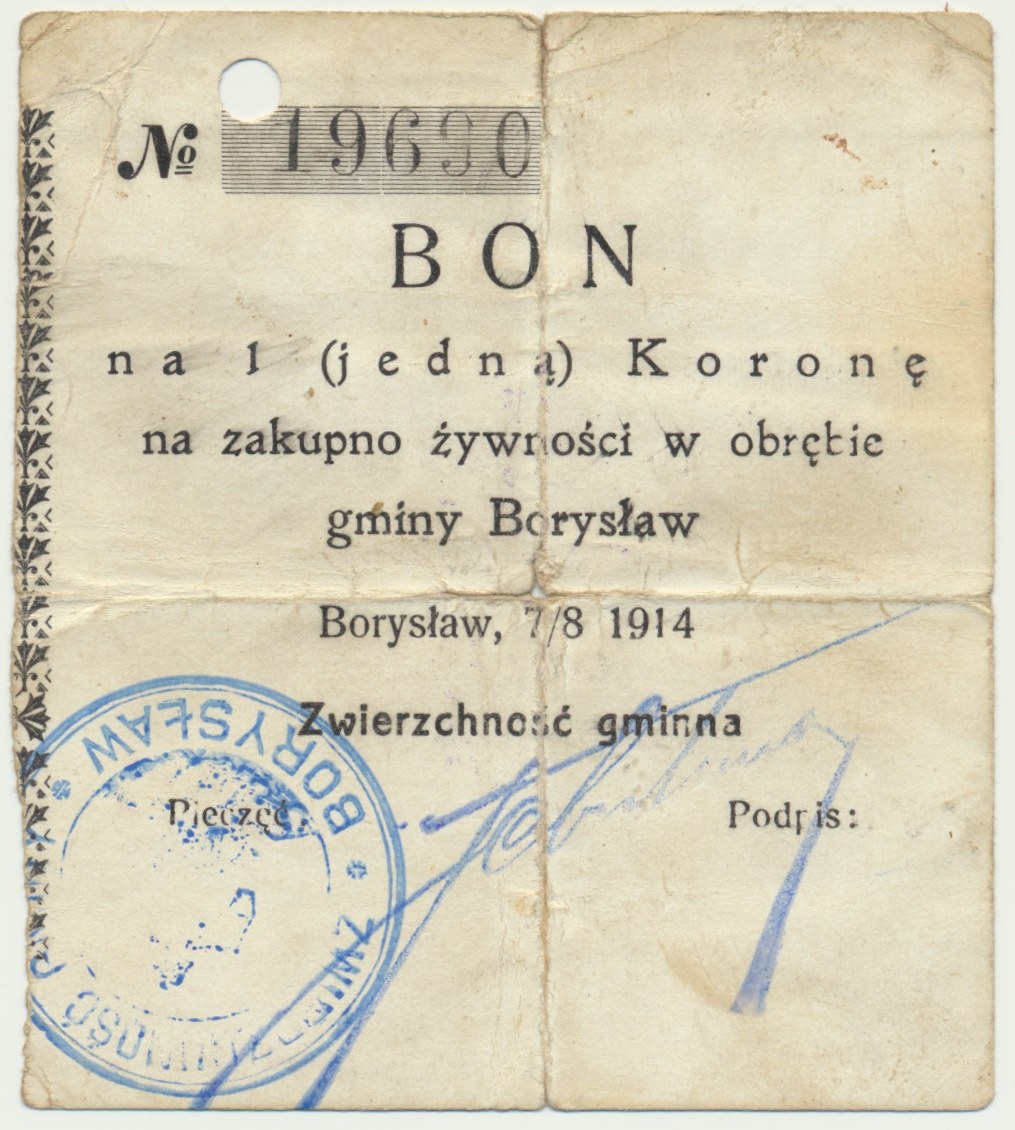 № 19690
BON
na 1 (jedną) Koronę
na zakupno żywności w obrębie
gminy Borysław
Borysław, 7/8 1914
Zwierzchność gminna
Pieczęć.
Podpis:
* BORYSŁAW *
ZWIERZCHNOŚĆ